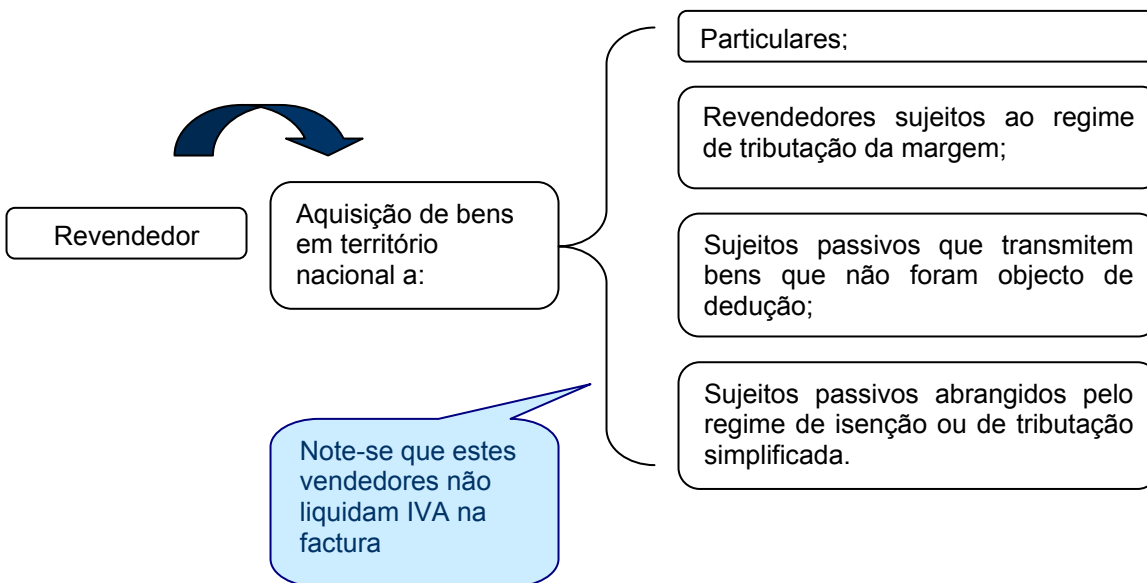 Revendedor
Aquisição de bens
em território
nacional a:
Particulares;
Revendedores sujeitos ao regime
de tributação da margem;
Sujeitos passivos que transmitem
bens que não foram objecto de
dedução;
Sujeitos passivos abrangidos pelo
regime de isenção ou de tributação
simplificada.
Note-se que estes
vendedores não
liquidam IVA na
factura